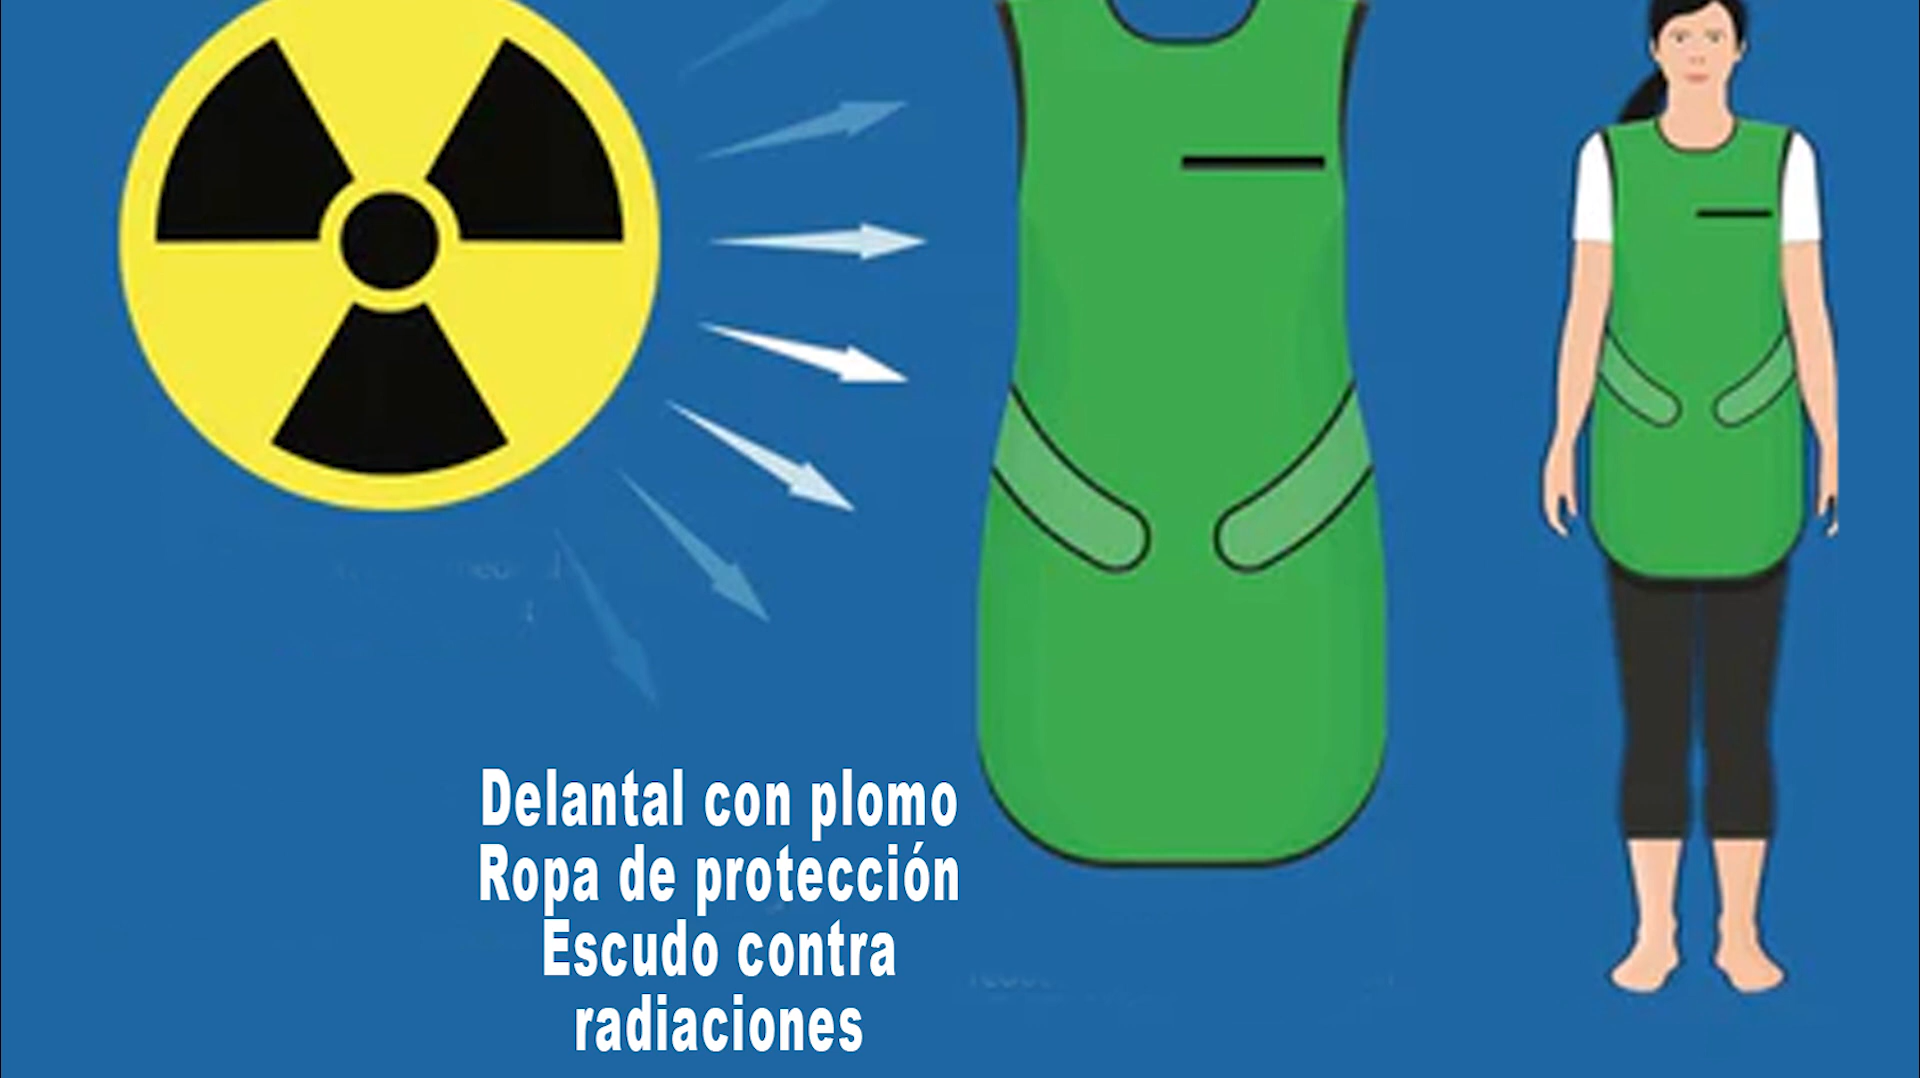 Delantal con plomo
Ropa de protección
Escudo contra
radiaciones